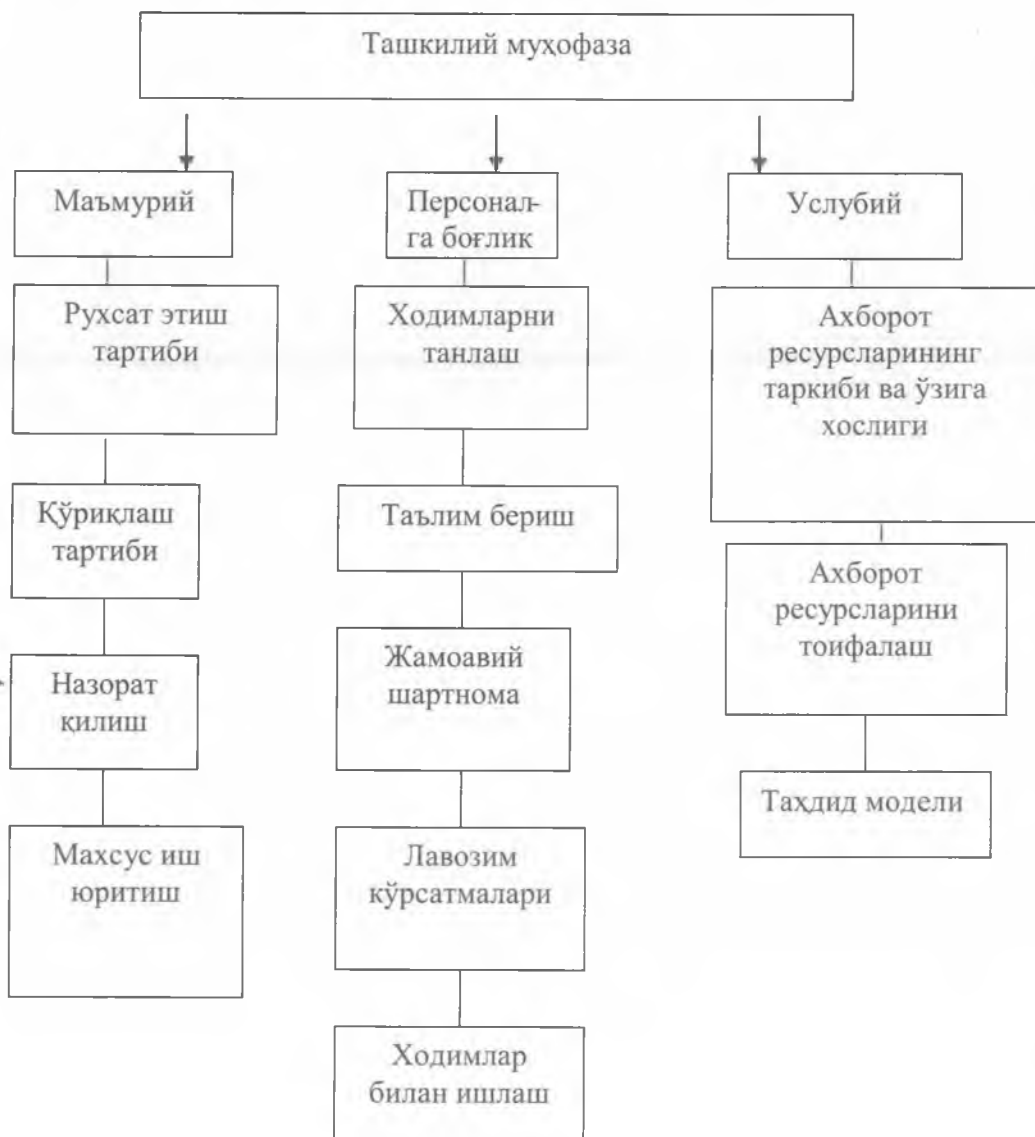 Ташкилий муҳофаза
Маъмурий
Рухсат этиш
тартиби
Қўриқлаш
тартиби
Назорат
қилиш
Махсус иш
юритиш
Персонал-
га боғлик
Ходимларни
танлаш
Таълим бериш
Жамоавий
шартнома
Лавозим
кўрсатмалари
Ходимлар
билан ишлаш
Услубий
Ахборот
ресурсларининг
таркиби ва ўзига
хослиги
Ахборот
ресурсларини
тоифалаш
Таҳдид модели